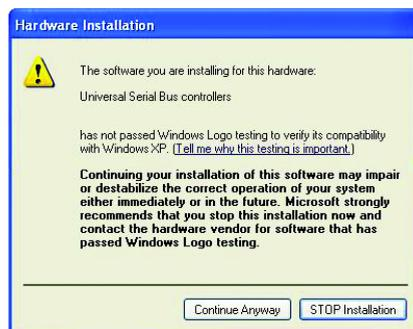 Hardware Installation
The software you are installing for this hardware:
Universal Serial Bus controllers
has not passed Windows Logo testing to verify its compatibility
with Windows XP. (Tell me why this testing is important.)
Continuing your installation of this software may impair
or destabilize the correct operation of your system
either immediately or in the future. Microsoft strongly
recommends that you stop this installation now and
contact the hardware vendor for software that has
passed Windows Logo testing.
Continue Anyway
STOP Installation